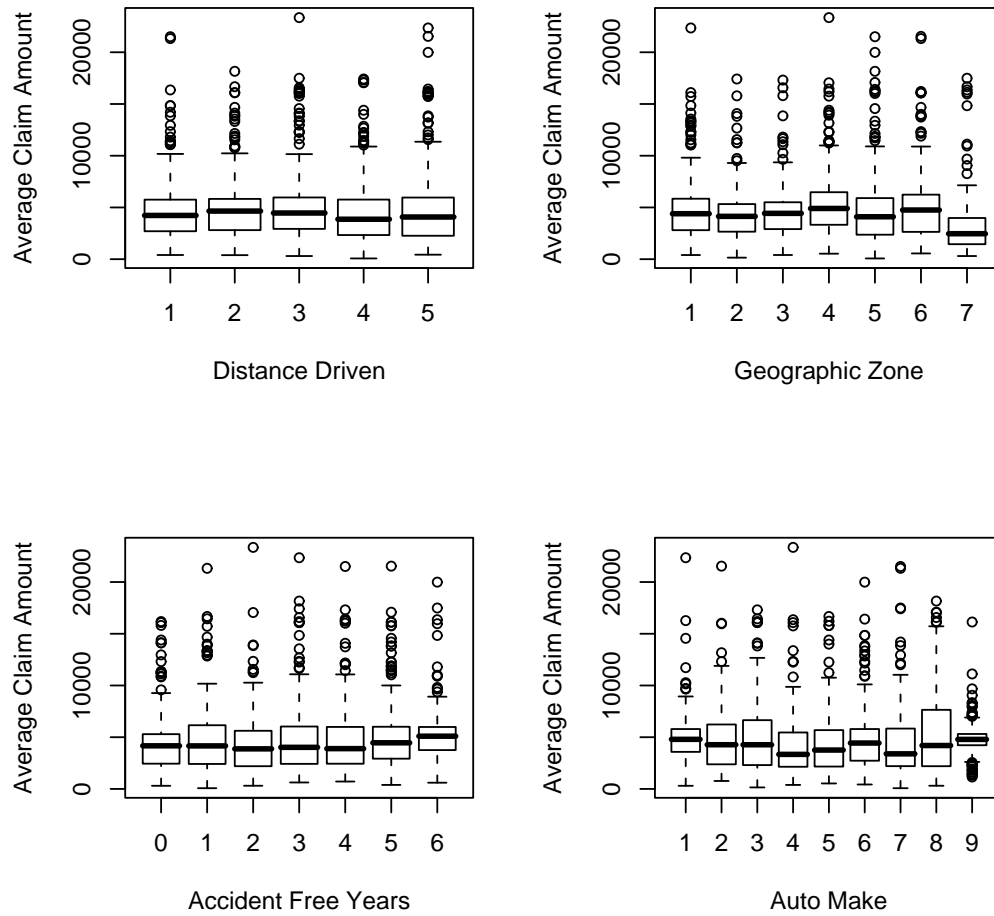 Average Claim Amount
20000
10000
0
1 2 3 4 5
Distance Driven
Average Claim Amount
20000
10000
0
1 2 3 4 5 6 7
Geographic Zone
Average Claim Amount
20000
10000
0
0 1 2 3 4 5 6
Accident Free Years
Average Claim Amount
20000
10000
0
1 2 3 4 5 6 7 8 9
Auto Make